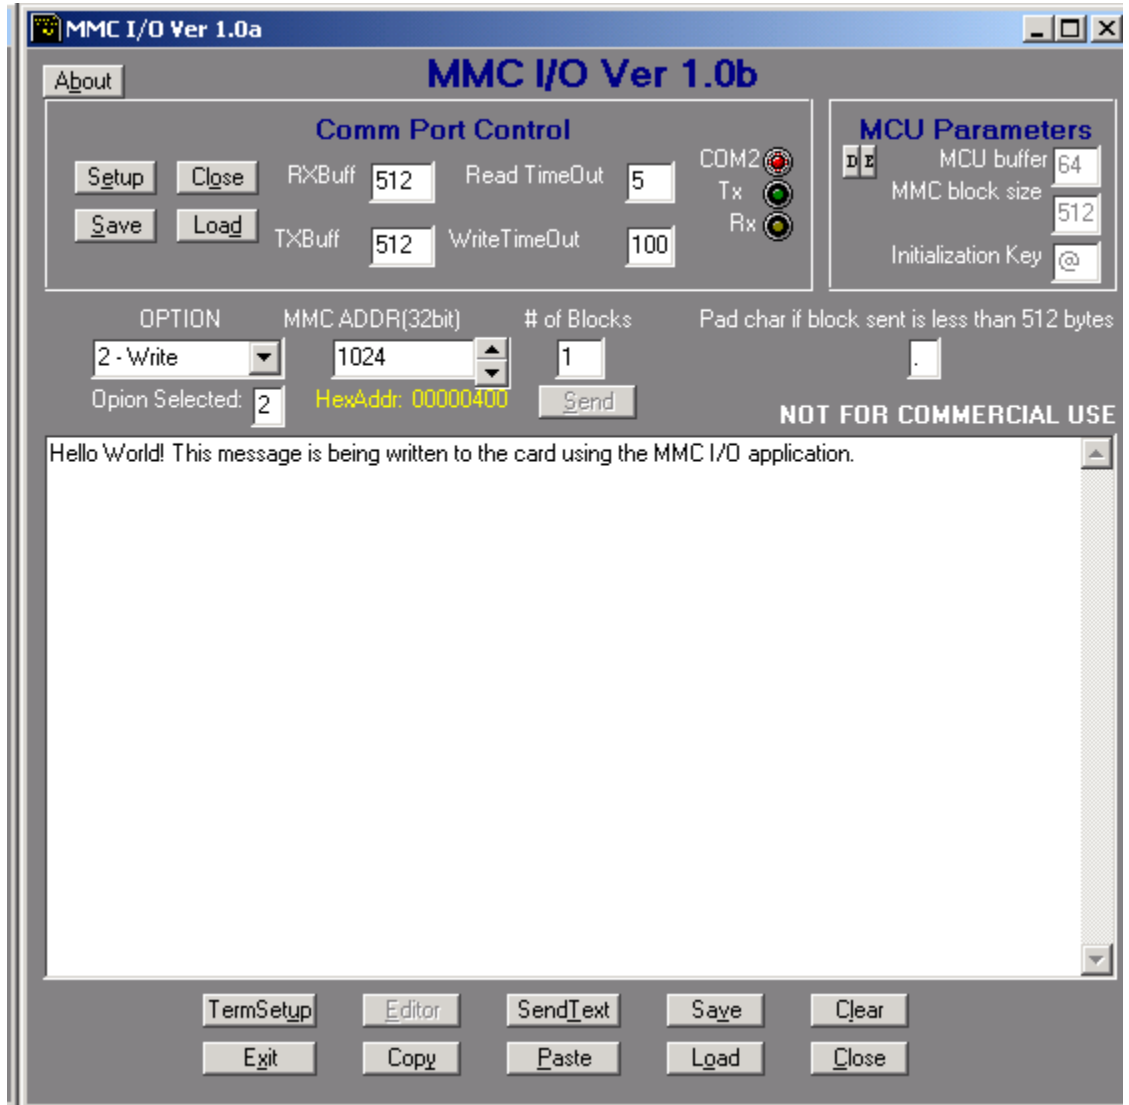 MMC I/O Ver 1.0a
About
MMC I/O Ver 1.0b
Comm Port Control
MCU Parameters
Setup Close RXBuff 512 Read TimeOut 5 COM2
Tx
D E MCU buffer 64
Save Load TXBuff 512 WriteTimeOut 100 Rx
MMC block size 512
Initialization Key @
OPTION MMC ADDR(32bit) # of Blocks Pad char if block sent is less than 512 bytes
2 - Write 1024 1 .
Opion Selected: 2 HexAddr: 00000400 Send
NOT FOR COMMERCIAL USE
Hello World! This message is being written to the card using the MMC I/O application.
TermSetup Editor SendText Save Clear
Exit Copy Paste Load Close